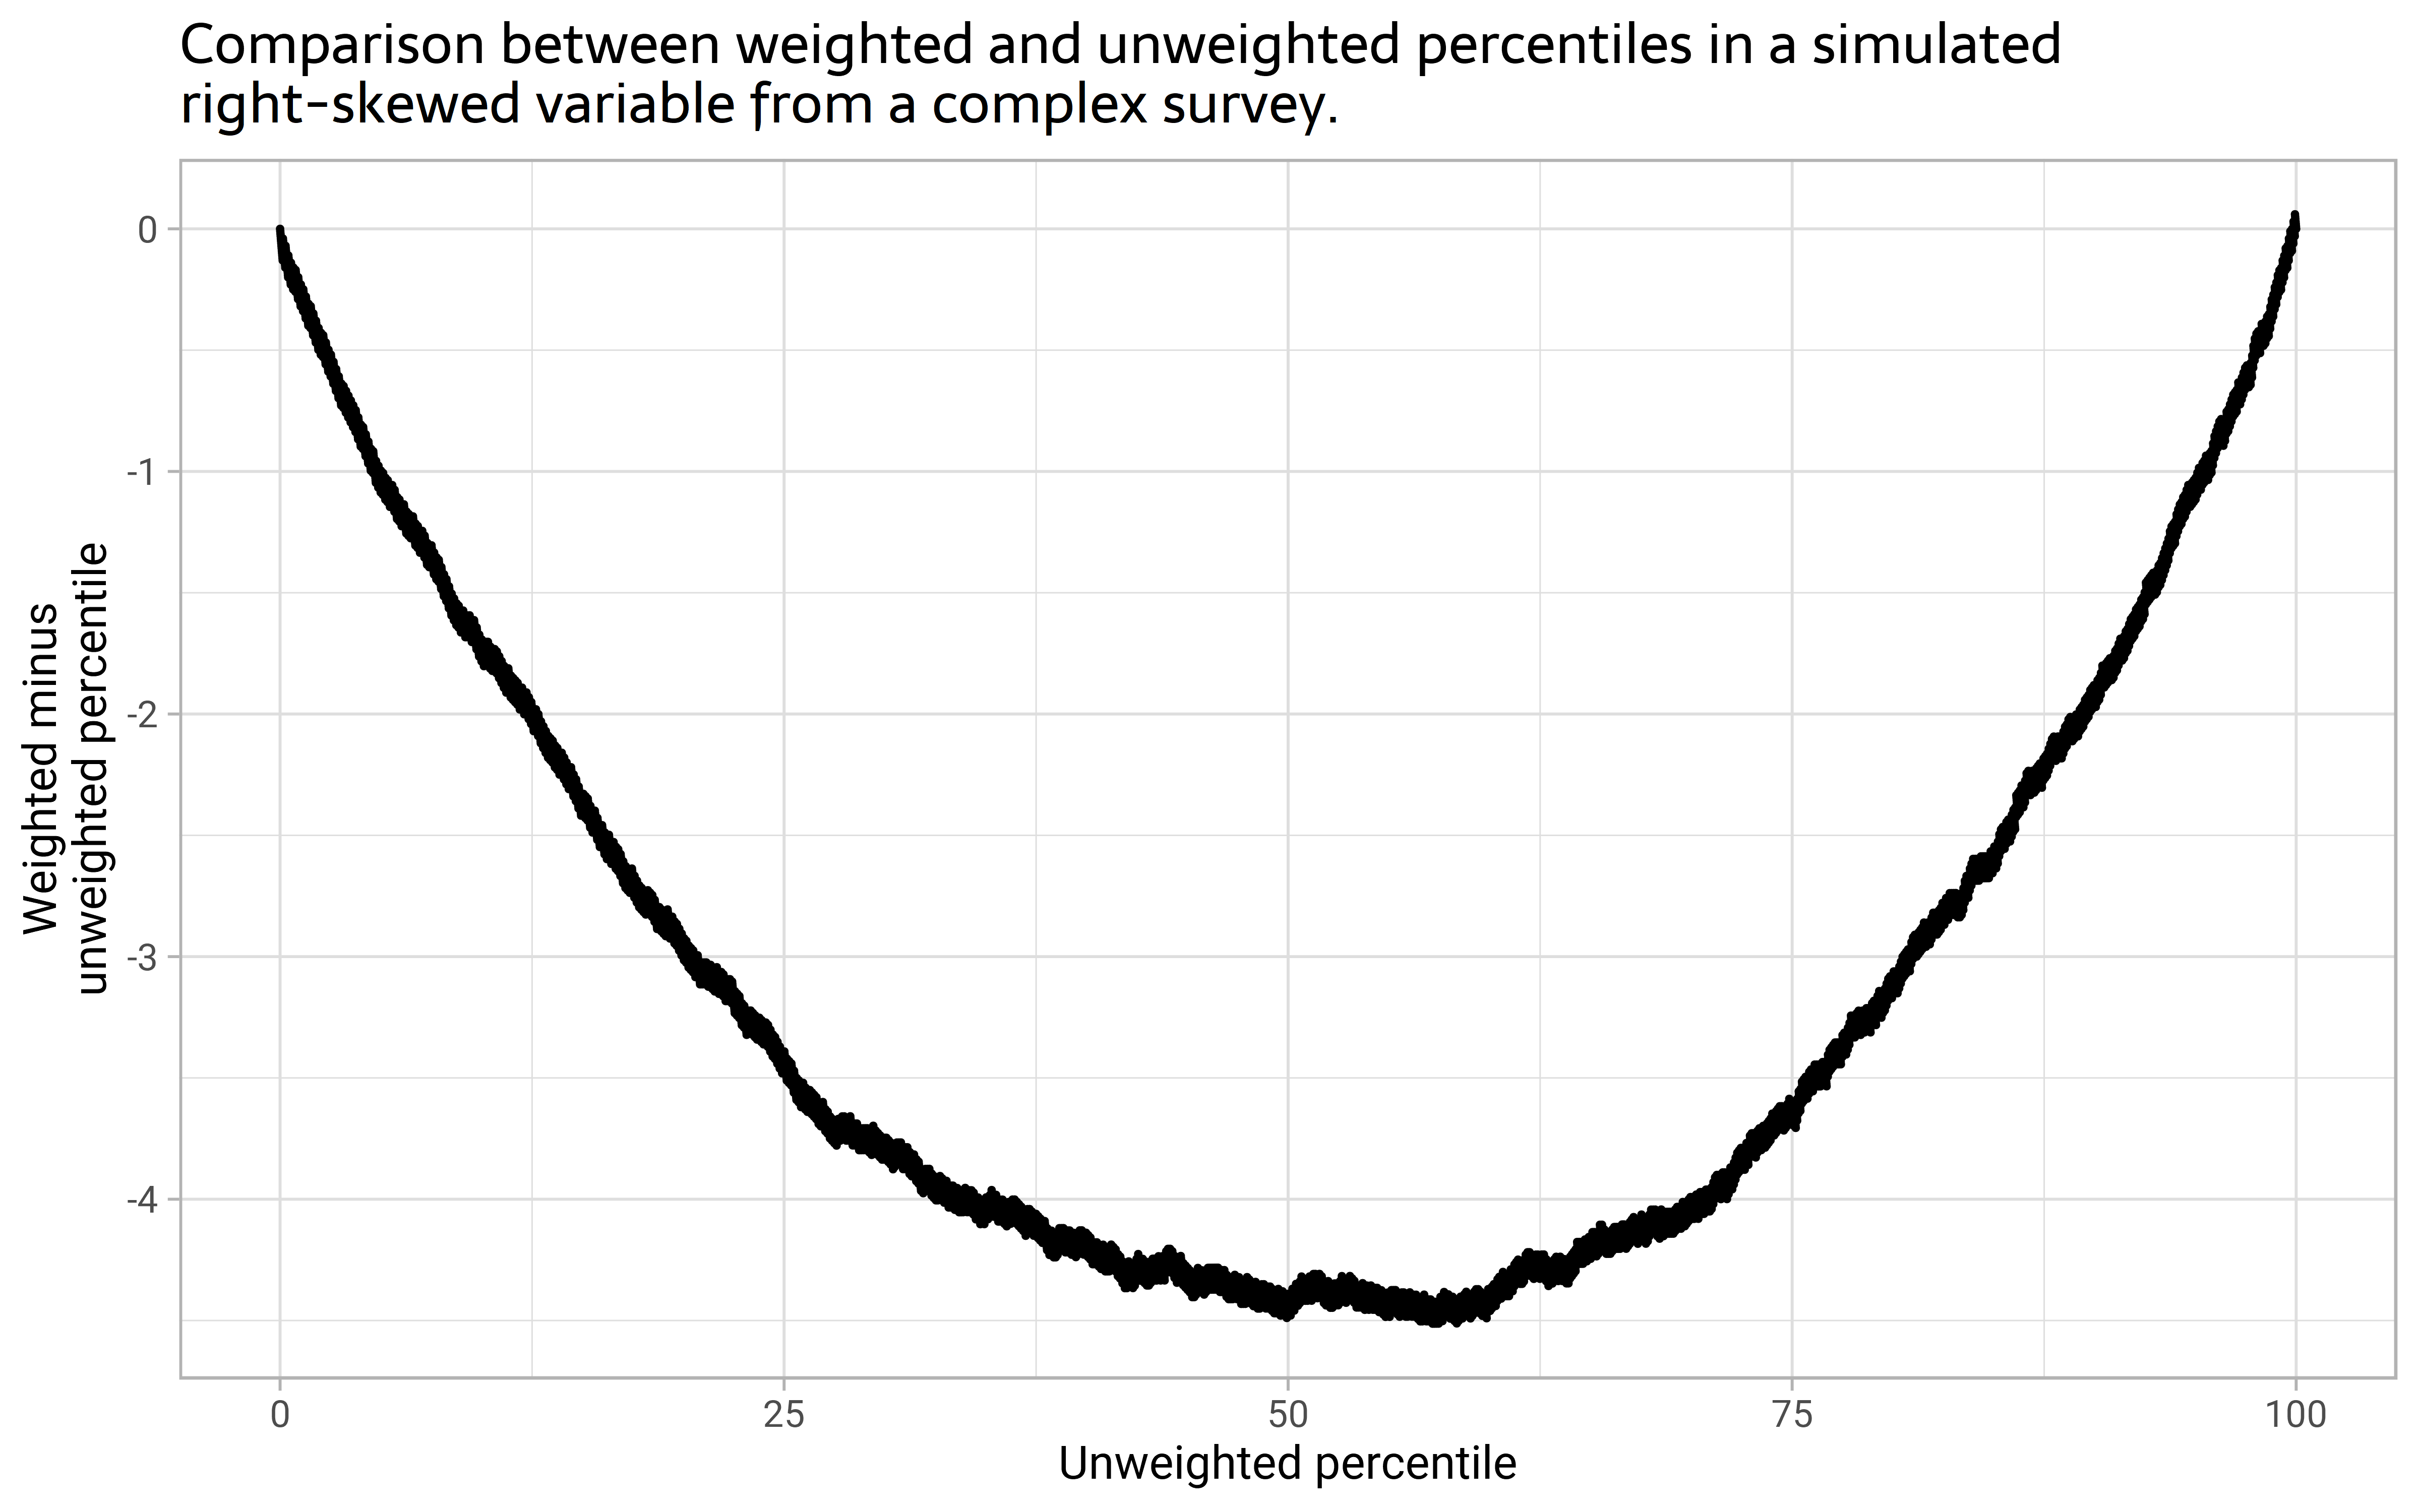 Comparison between weighted and unweighted percentiles in a simulated
right-skewed variable from a complex survey.
Weighted minus
unweighted percentile
0
-1
-2
-3
-4
0
25
50
75
100
Unweighted percentile